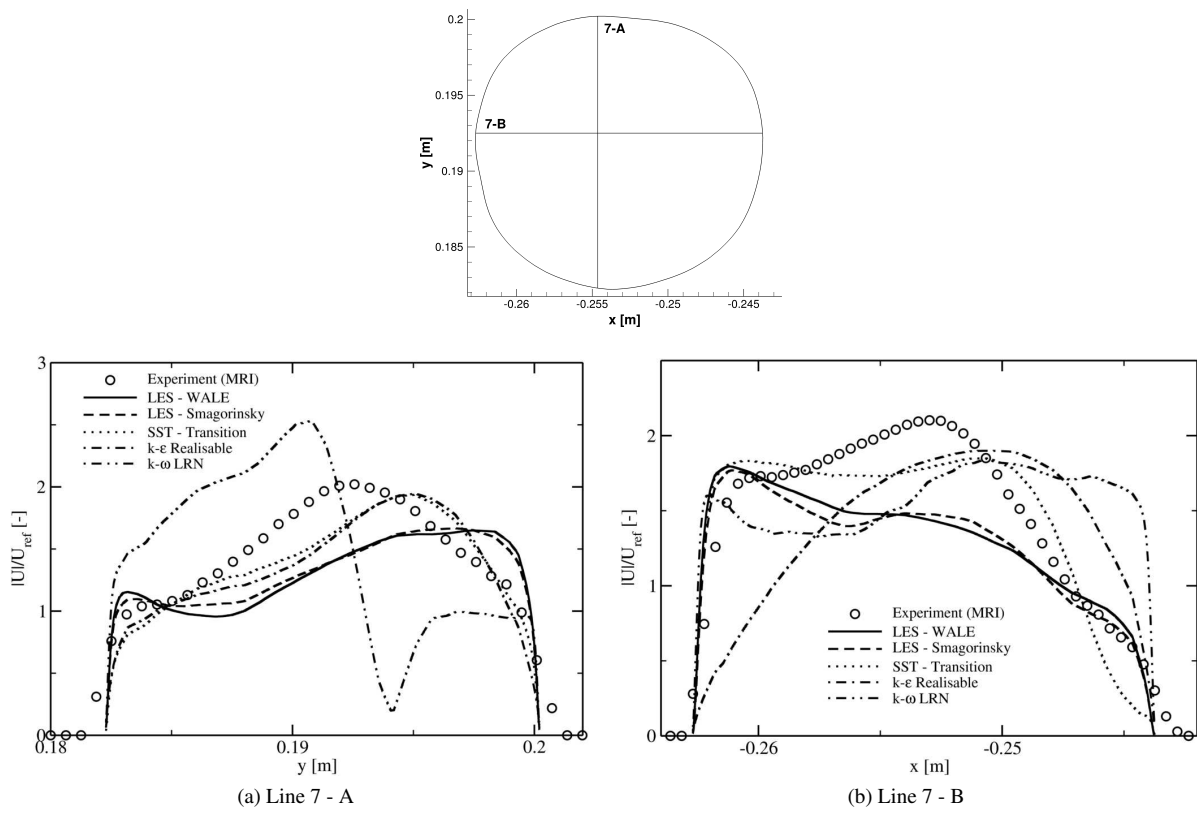 0.2
7-A
0.195
7-B
y [m]
0.19
0.185
-0.26
-0.255
-0.25
-0.245
x [m]
3
Experiment (MRI)
LES - WALE
LES - Smagorinsky
SST - Transition
k-ε Realisable
k-ω LRN
2
|U|/U_ref [-]
1
0
0.18
0.19
0.2
y [m]
(a) Line 7 - A
2
|U|/U_ref [-]
1
Experiment (MRI)
LES - WALE
LES - Smagorinsky
SST - Transition
k-ε Realisable
k-ω LRN
0
-0.26
-0.25
x [m]
(b) Line 7 - B